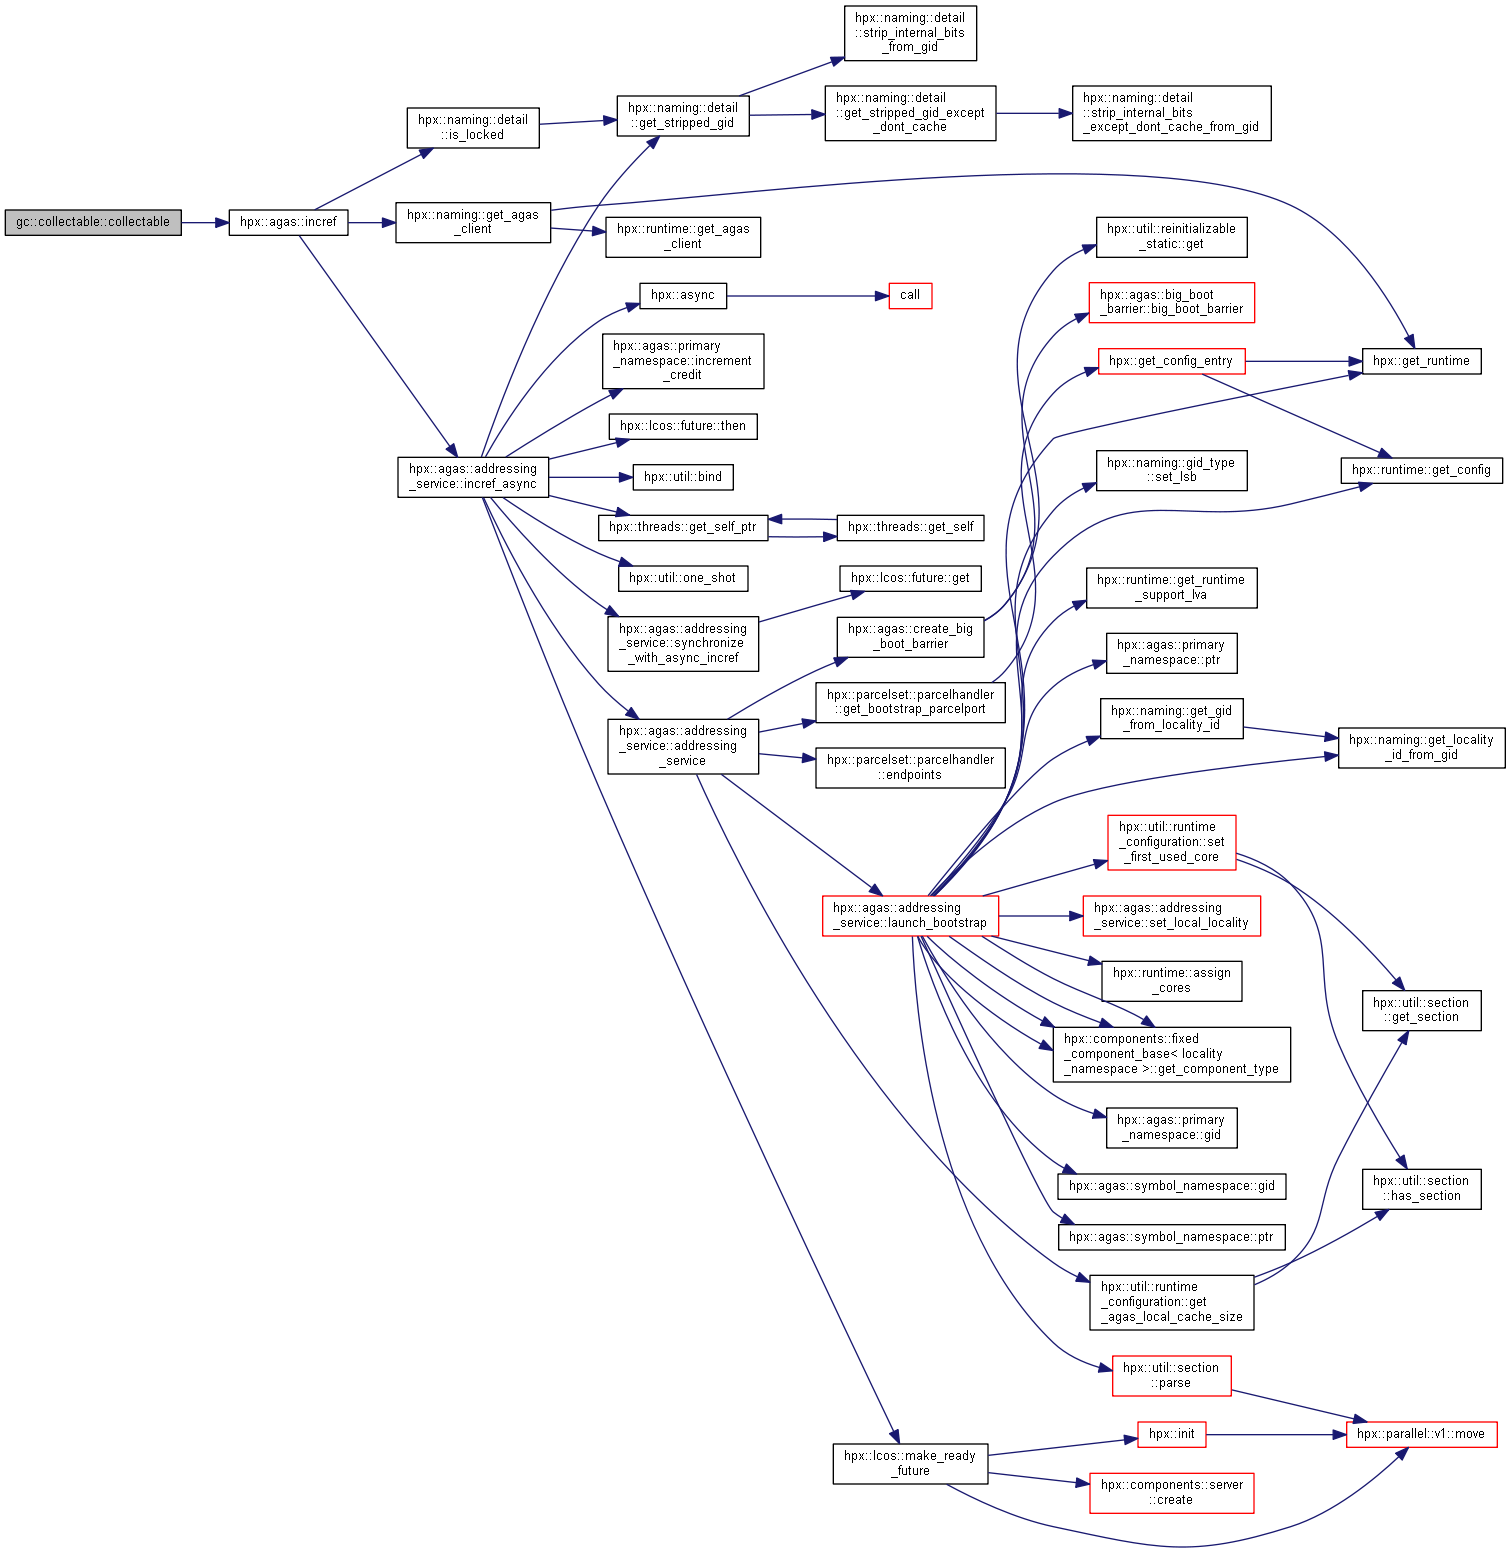 gc::collectable::collectable
hpx::agas::incref
hpx::naming::detail
::is_locked
hpx::naming::get_agas
_client
hpx::agas::addressing
_service::incref_async
hpx::naming::detail
::get_stripped_gid
hpx::runtime::get_agas
_client
hpx::async
hpx::agas::primary
_namespace::increment
_credit
hpx::lcos::future::then
hpx::util::bind
hpx::threads::get_self_ptr
hpx::util::one_shot
hpx::agas::addressing
_service::synchronize
_with_async_incref
hpx::agas::addressing
_service::addressing
_service
hpx::naming::detail
::strip_internal_bits
_from_gid
hpx::naming::detail
::get_stripped_gid_except
_dont_cache
call
hpx::threads::get_self
hpx::lcos::future::get
hpx::agas::create_big
_boot_barrier
hpx::parcelset::parcelhandler
::get_bootstrap_parcelport
hpx::parcelset::parcelhandler
::endpoints
hpx::agas::addressing
_service::launch_bootstrap
hpx::lcos::make_ready
_future
hpx::naming::detail
::strip_internal_bits
_except_dont_cache_from_gid
hpx::util::reinitializable
_static::get
hpx::agas::big_boot
_barrier::big_boot_barrier
hpx::get_config_entry
hpx::naming::gid_type
::set_lsb
hpx::runtime::get_runtime
_support_lva
hpx::agas::primary
_namespace::ptr
hpx::naming::get_gid
_from_locality_id
hpx::util::runtime
_configuration::set
_first_used_core
hpx::agas::addressing
_service::set_local_locality
hpx::runtime::assign
_cores
hpx::components::fixed
_component_base< locality
_namespace >::get_component_type
hpx::agas::primary
_namespace::gid
hpx::agas::symbol_namespace::gid
hpx::agas::symbol_namespace::ptr
hpx::util::runtime
_configuration::get
_agas_local_cache_size
hpx::util::section
::parse
hpx::init
hpx::components::server
::create
hpx::get_runtime
hpx::runtime::get_config
hpx::naming::get_locality
_id_from_gid
hpx::util::section
::get_section
hpx::util::section
::has_section
hpx::parallel::v1::move